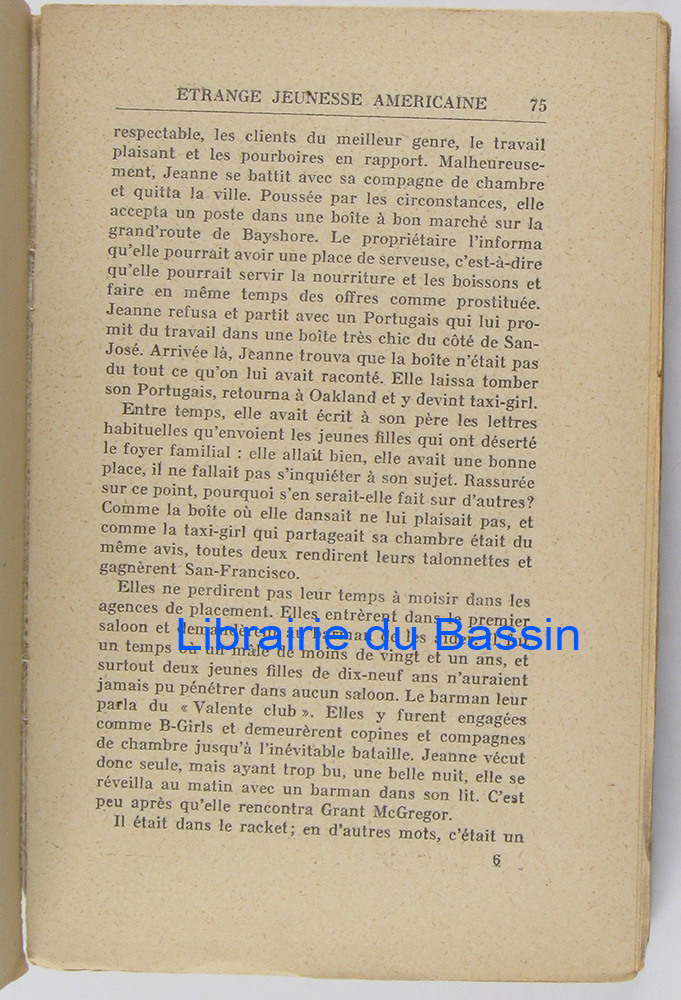 ETRANGE JEUNESSE AMERICAINE 75
respectable, les clients du meilleur genre, le travail
plaisant et les pourboires en rapport. Malheureuse-
ment, Jeanne se battit avec sa compagne de chambre
et quitta la ville. Poussée par les circonstances, elle
accepta un poste dans une boîte à bon marché sur la
grand'route de Bayshore. Le propriétaire l'informa
qu'elle pourrait avoir une place de serveuse, c'est-à-dire
qu'elle pourrait servir la nourriture et les boissons et
faire en même temps des offres comme prostituée.
Jeanne refusa et partit avec un Portugais qui lui pro-
mit du travail dans une boîte très chic du côté de San-
José. Arrivée là, Jeanne trouva que la boîte n'était pas
du tout ce qu'on lui avait raconté. Elle laissa tomber
son Portugais, retourna à Oakland et y devint taxi-girl.
Entre temps, elle avait écrit à son père les lettres
habituelles qu'envoient les jeunes filles qui ont déserté
le foyer familial : elle allait bien, elle avait une bonne
place, il ne fallait pas s'inquiéter à son sujet. Rassurée
sur ce point, pourquoi s'en serait-elle fait sur d'autres?
Comme la boîte où elle dansait ne lui plaisait pas, et
comme la taxi-girl qui partageait sa chambre était du
même avis, toutes deux rendirent leurs talonnettes et
gagnèrent San-Francisco.
Elles ne perdirent pas leur temps à moisir dans les
agences de placement. Elles entrèrent dans le premier
saloon et demandèrent au barman de les aider. Il fut
un temps où un mâle de moins de vingt et un ans, et
surtout deux jeunes filles de dix-neuf ans n'auraient
jamais pu pénétrer dans aucun saloon. Le barman leur
parla du « Valente club ». Elles y furent engagées
comme B-Girls et demeurèrent copines et compagnes
de chambre jusqu'à l'inévitable bataille. Jeanne vécut
donc seule, mais ayant trop bu, une belle nuit, elle se
réveilla au matin avec un barman dans son lit. C'est
peu après qu'elle rencontra Grant McGregor.
Il était dans le racket; en d'autres mots, c'était un
6
Librairie du Bassin